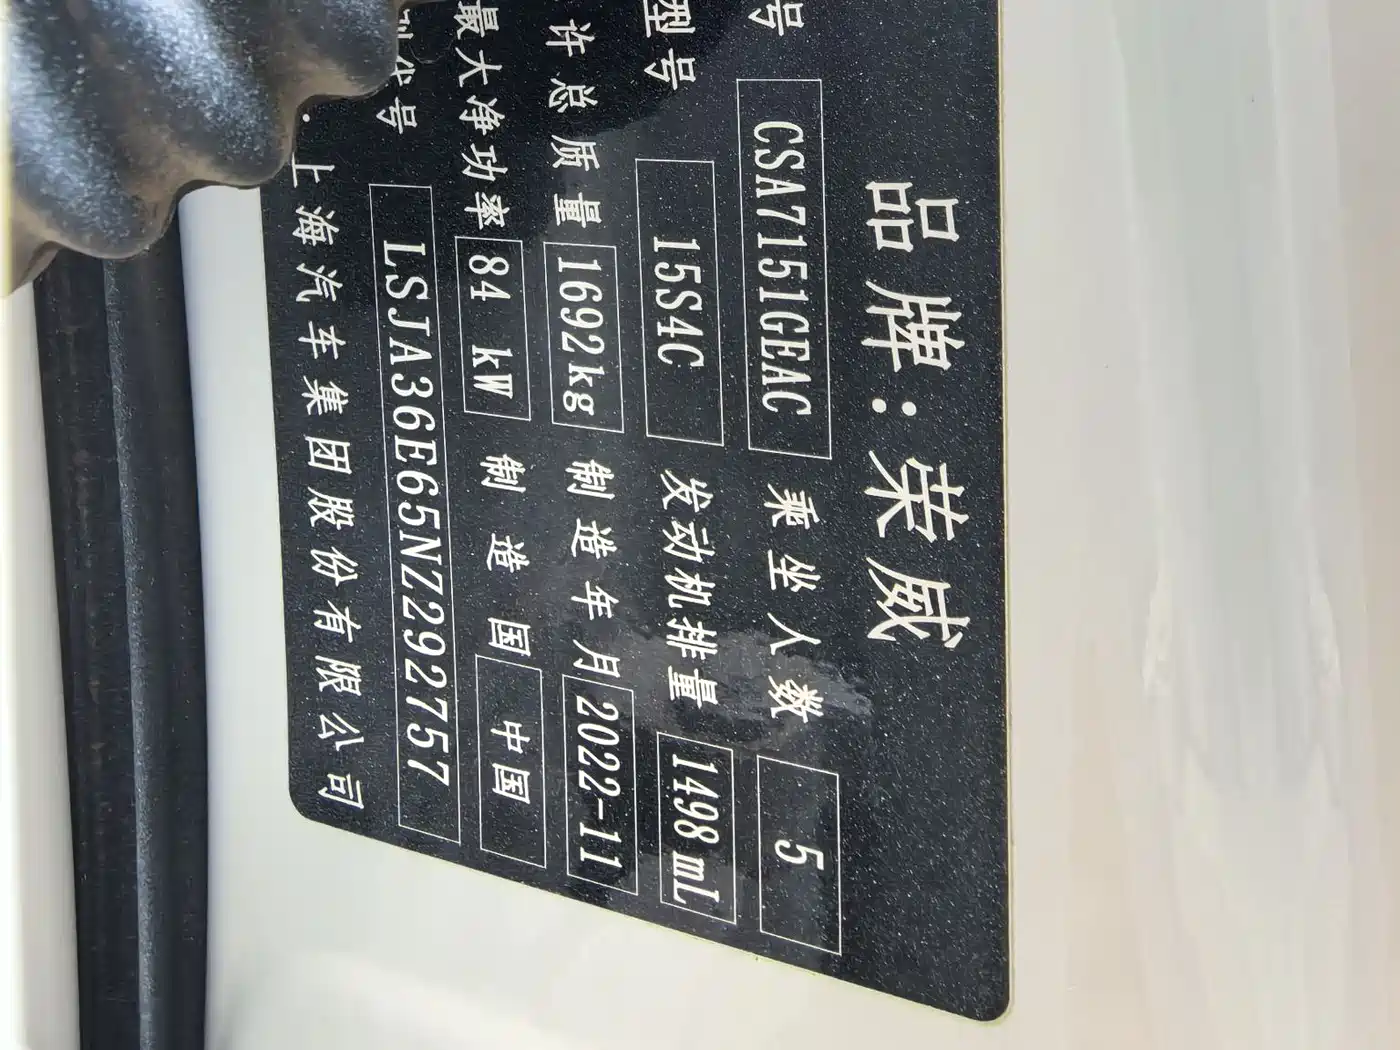 品牌:荣威
号 CSA7151GEAC 乘坐人数 5
型号 15S4C 发动机排量 1498 mL
许总质量 1692kg 制造年月 2022-11
最大净功率 84 kW 制造国 中国
号 LSJA36E65NZ292757
上海汽车集团股份有限公司